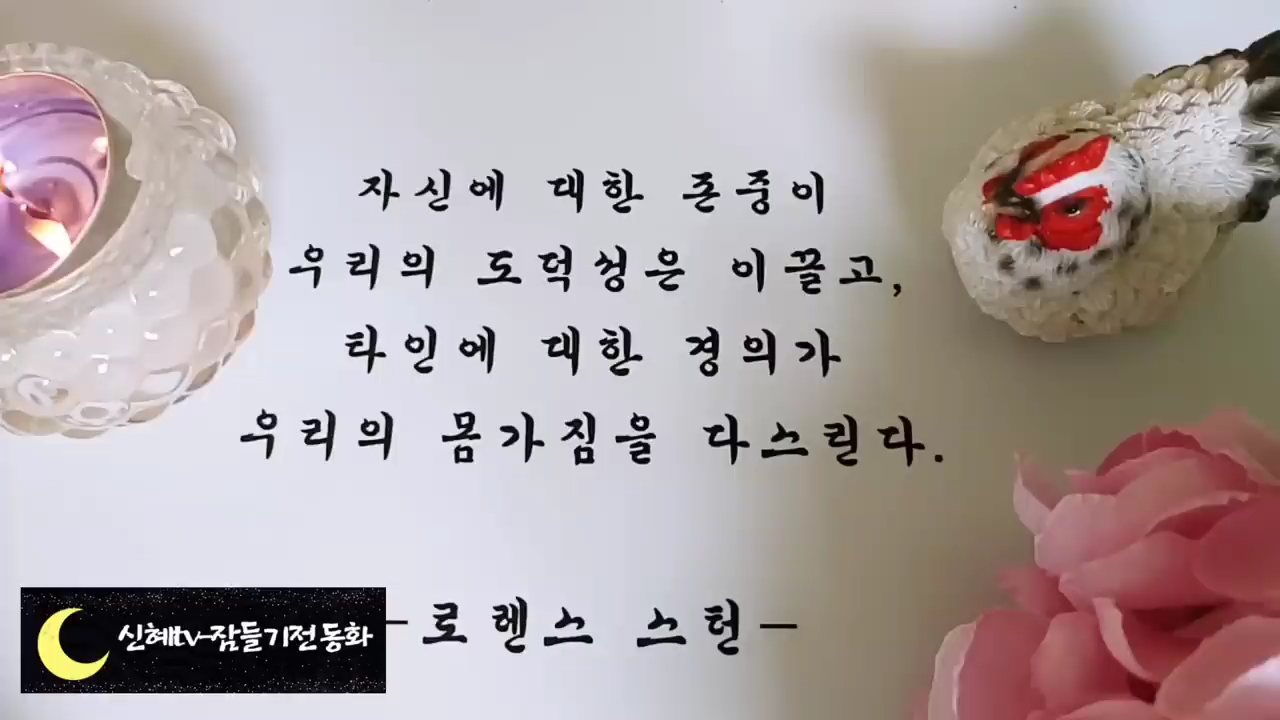 자신에 대한 존중이
우리의 도덕성은 이끌고,
타인에 대한 경의가
우리의 몸가짐을 다스린다.
-로렌스 스턴-
신혜tv-잠들기전동화